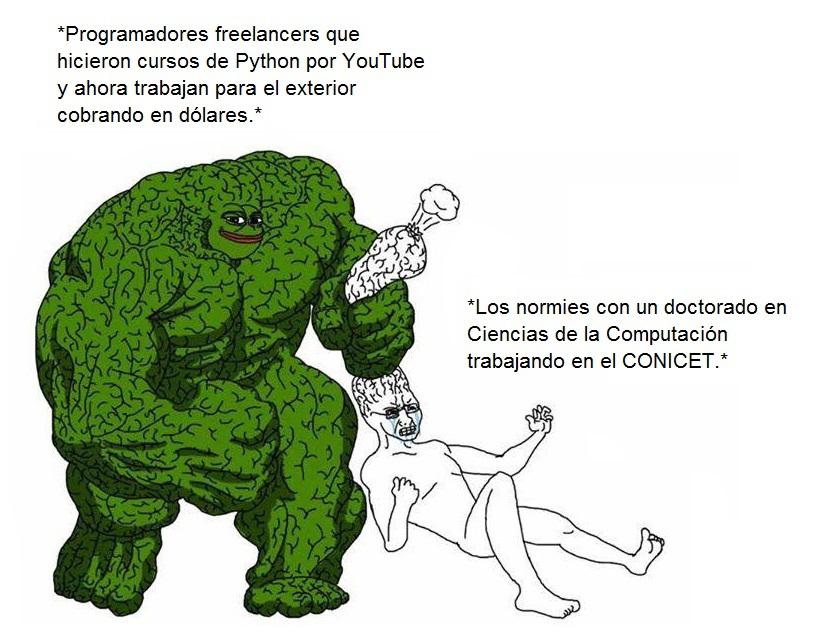 *Programadores freelancers que
hicieron cursos de Python por YouTube
y ahora trabajan para el exterior
cobrando en dólares.*
*Los normies con un doctorado en
Ciencias de la Computación
trabajando en el CONICET.*